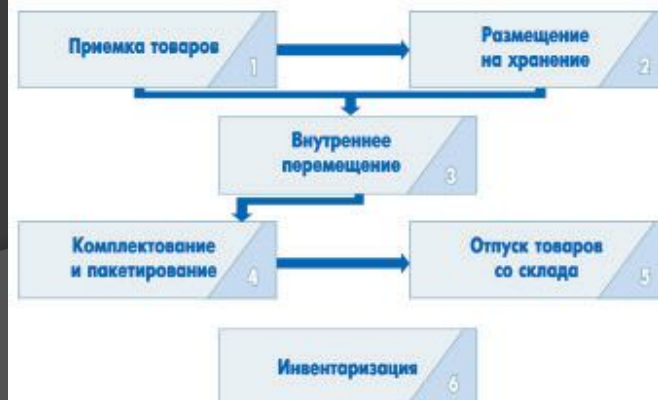 Приемка товаров
1
Размещение
на хранение
2
Внутреннее
перемещение
3
Комплектование
и пакетирование
4
Отпуск товаров
со склада
5
Инвентаризация
6